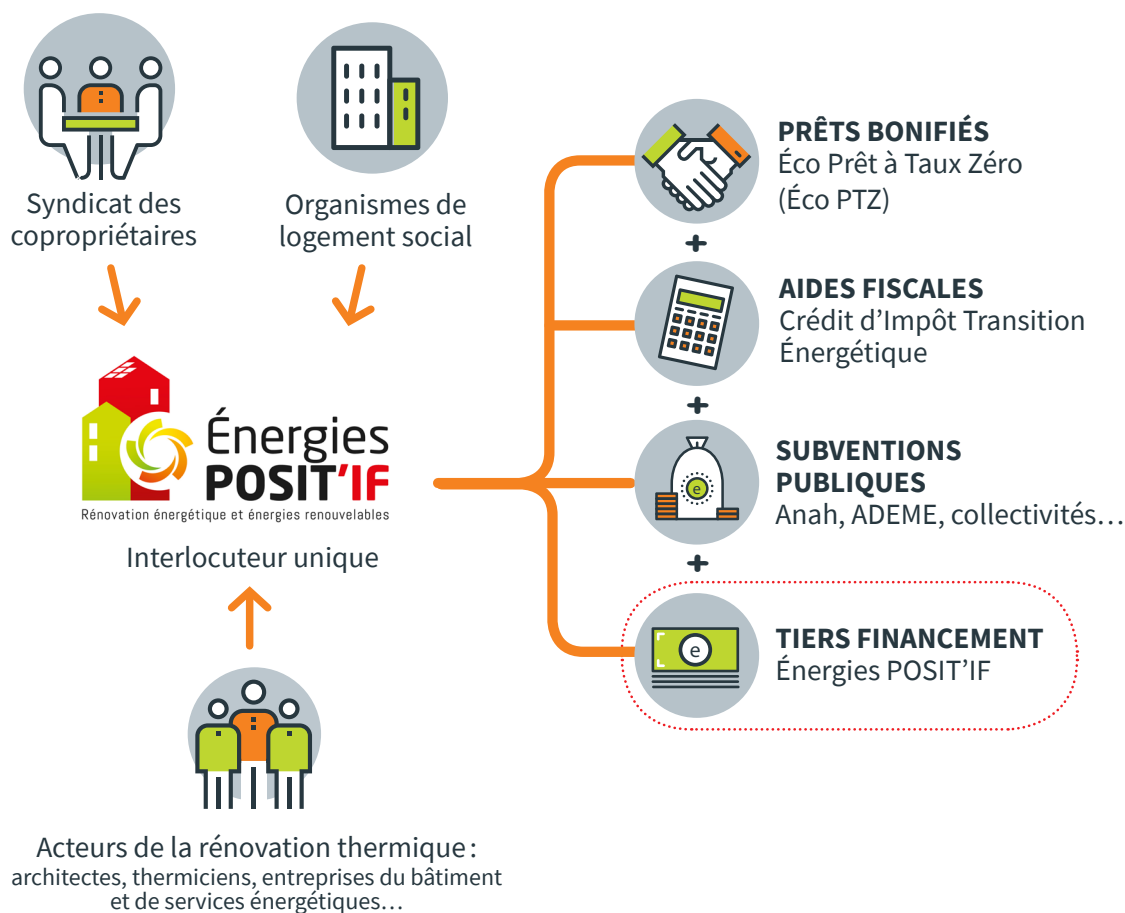 Syndicat des
copropriétaires
Organismes de
logement social
Énergies
POSIT'IF
Rénovation énergétique et énergies renouvelables
Interlocuteur unique
Acteurs de la rénovation thermique :
architectes, thermiciens, entreprises du bâtiment
et de services énergétiques…
PRÊTS BONIFIÉS
Éco Prêt à Taux Zéro
(Éco PTZ)
+
AIDES FISCALES
Crédit d’Impôt Transition
Énergétique
+
e
SUBVENTIONS
PUBLIQUES
Anah, ADEME, collectivités…
+
e
TIERS FINANCEMENT
Énergies POSIT’IF